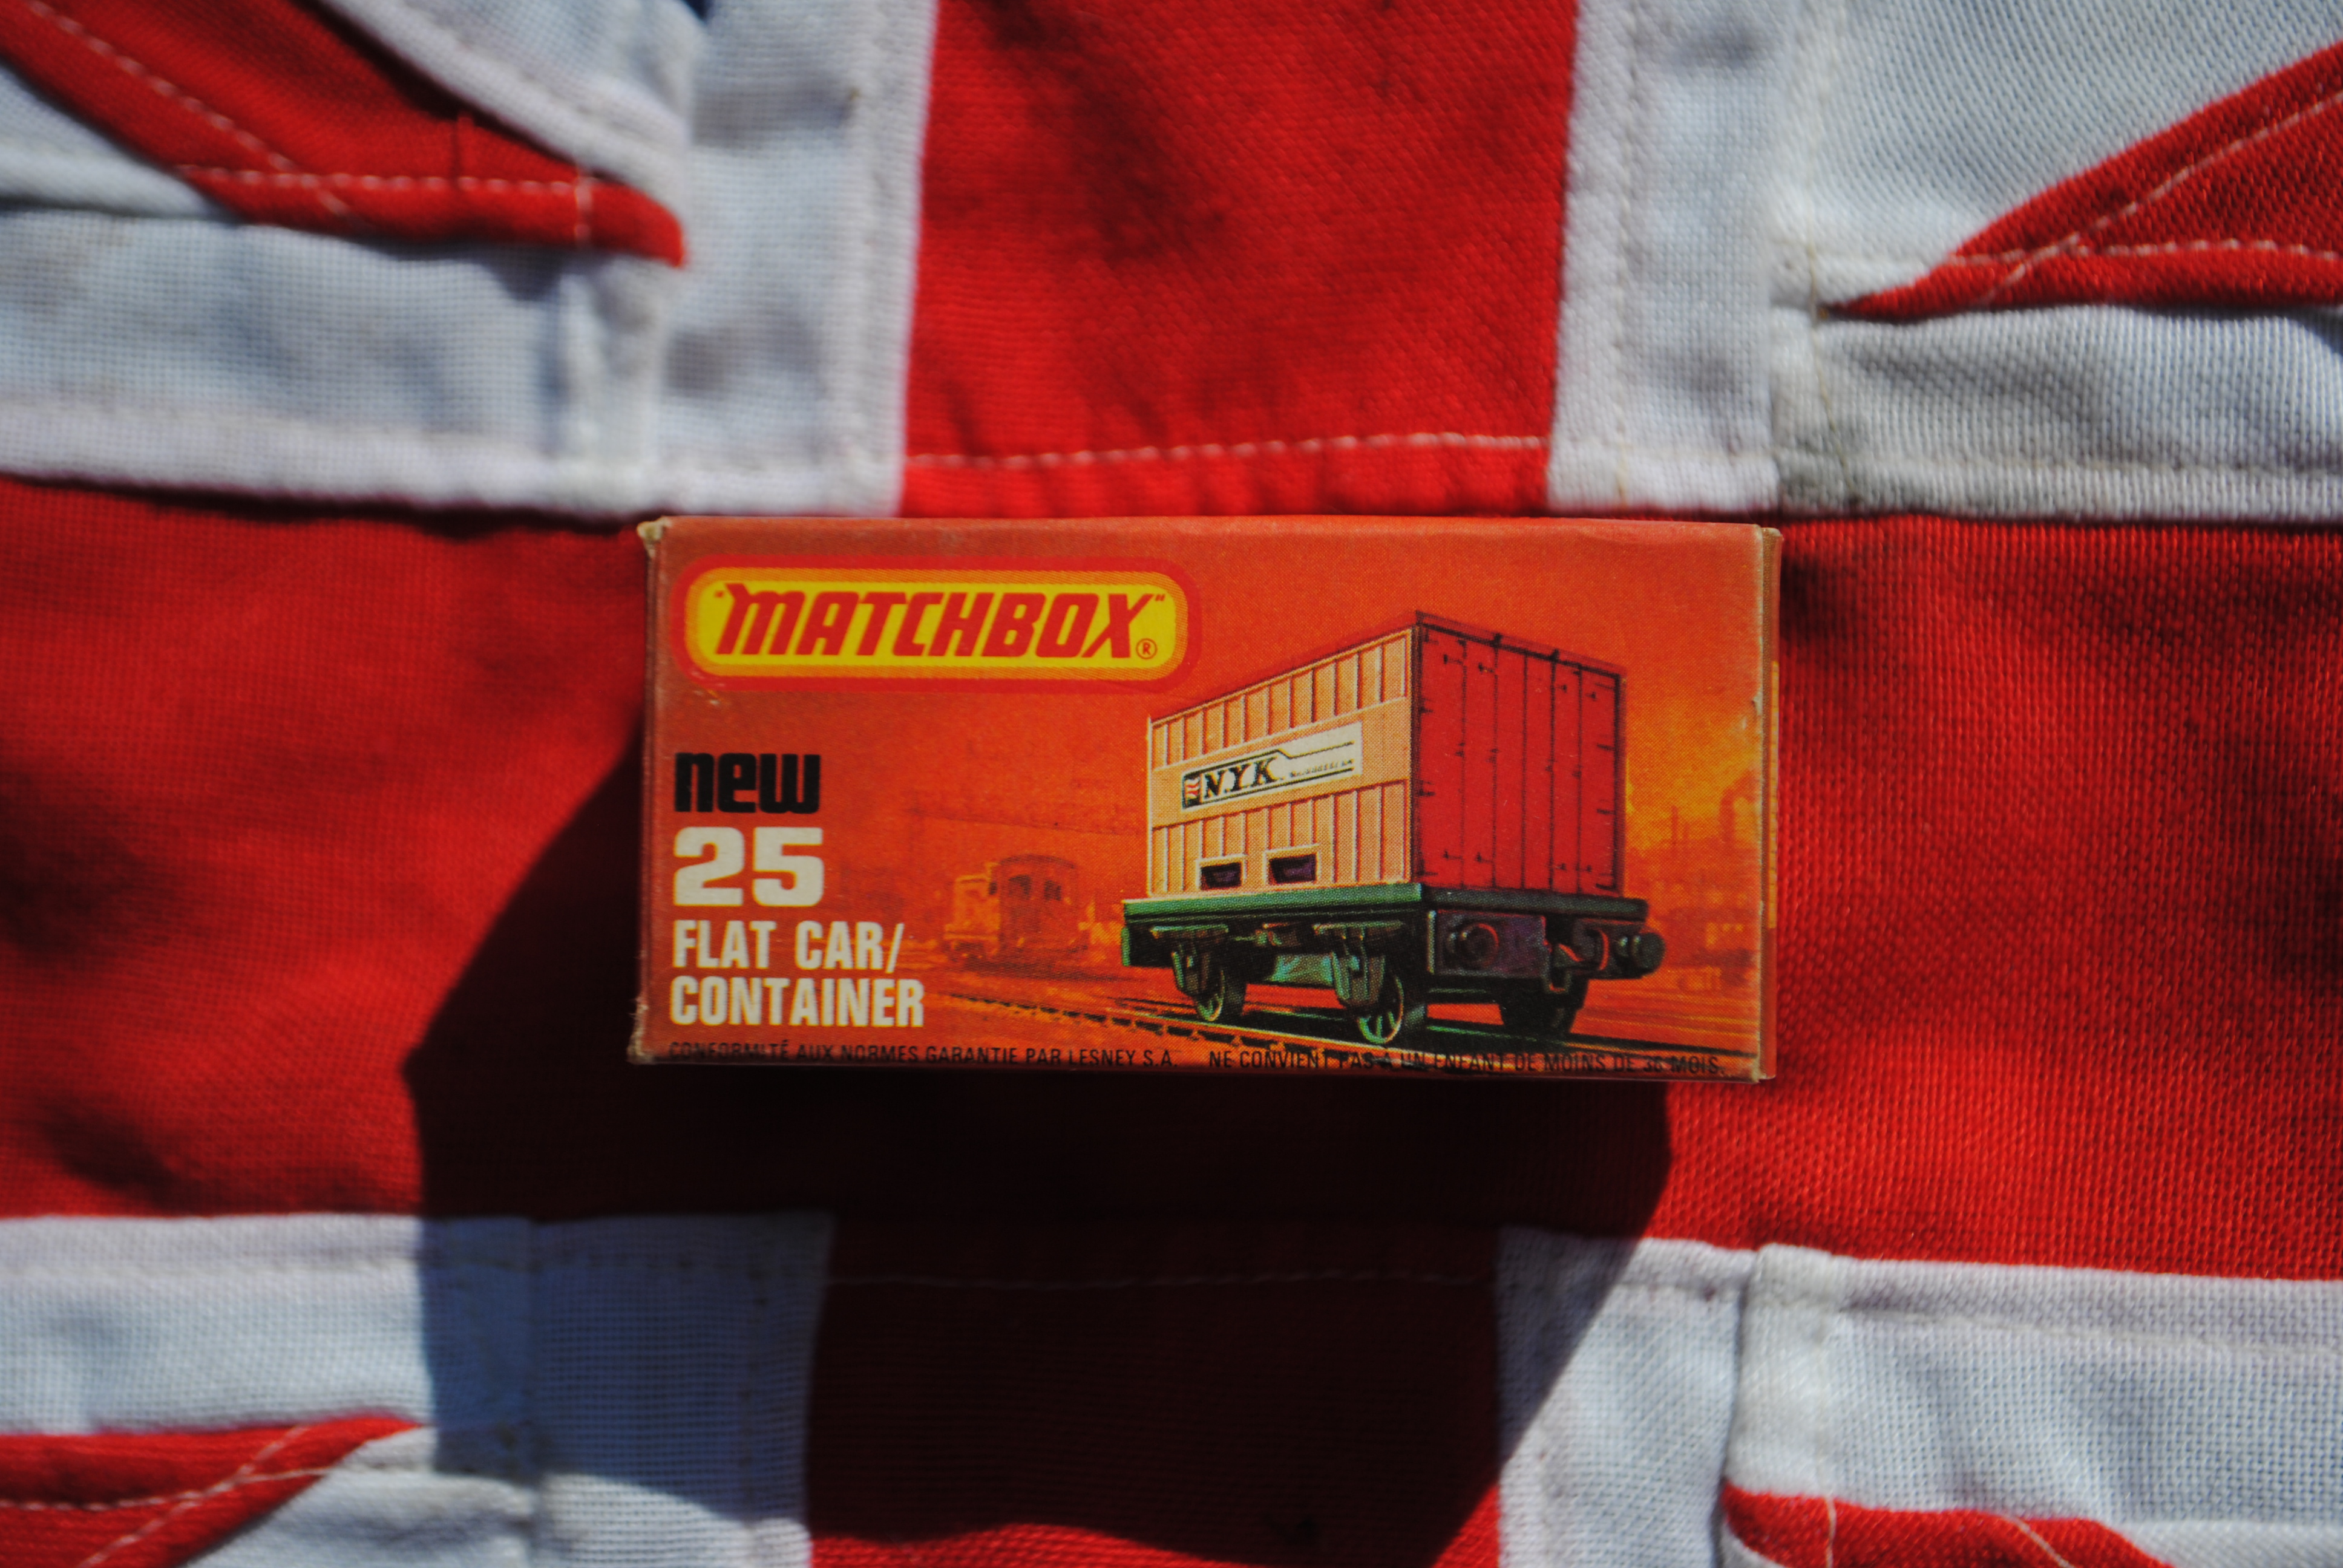 "MATCHBOX"®
new
25
FLAT CAR/
CONTAINER
N.Y.K.
CONFORMITÉ AUX NORMES GARANTIE PAR LESNEY S.A. NE CONVIENT PAS A UN ENFANT DE MOINS DE 36 MOIS.